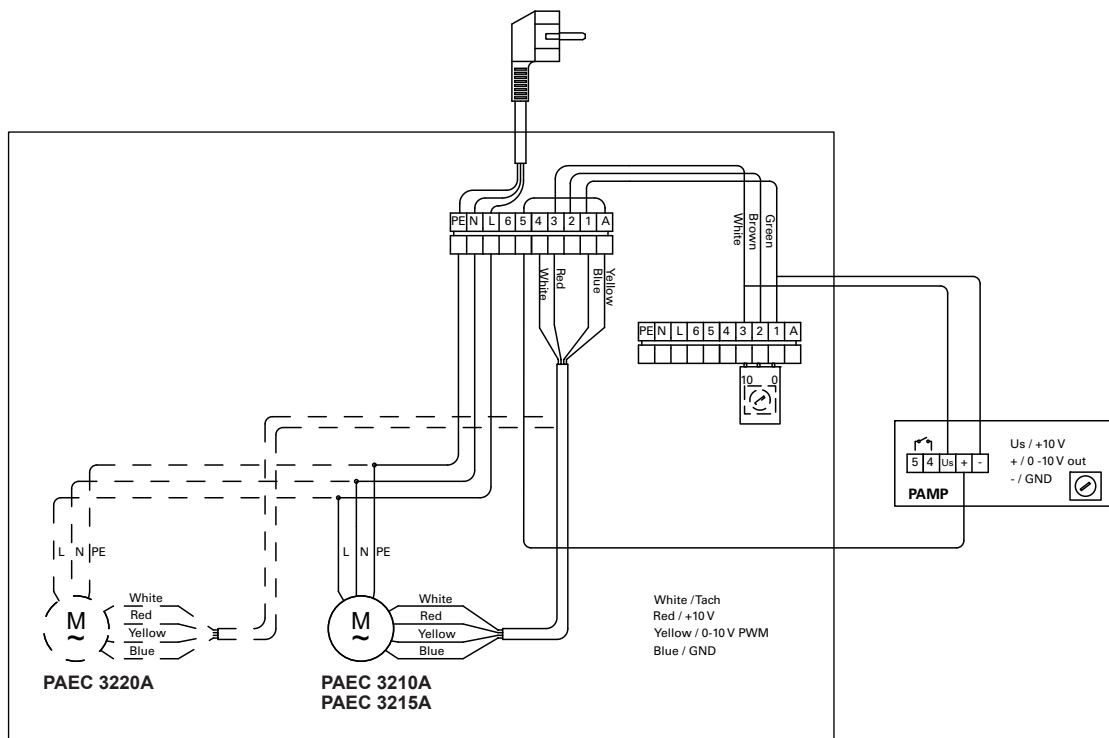 PE N L 6 5 4 3 2 1 A
White
Brown
Green
White
Red
Blue
Yellow
PE N L 6 5 4 3 2 1 A
10 0
5 4 Us + -
PAMP
Us / +10 V
+ / 0 -10 V out
- / GND
L N PE
L N PE
M
~
White
Red
Yellow
Blue
M
~
White
Red
Yellow
Blue
White /Tach
Red / +10 V
Yellow / 0-10 V PWM
Blue / GND
PAEC 3220A
PAEC 3210A
PAEC 3215A